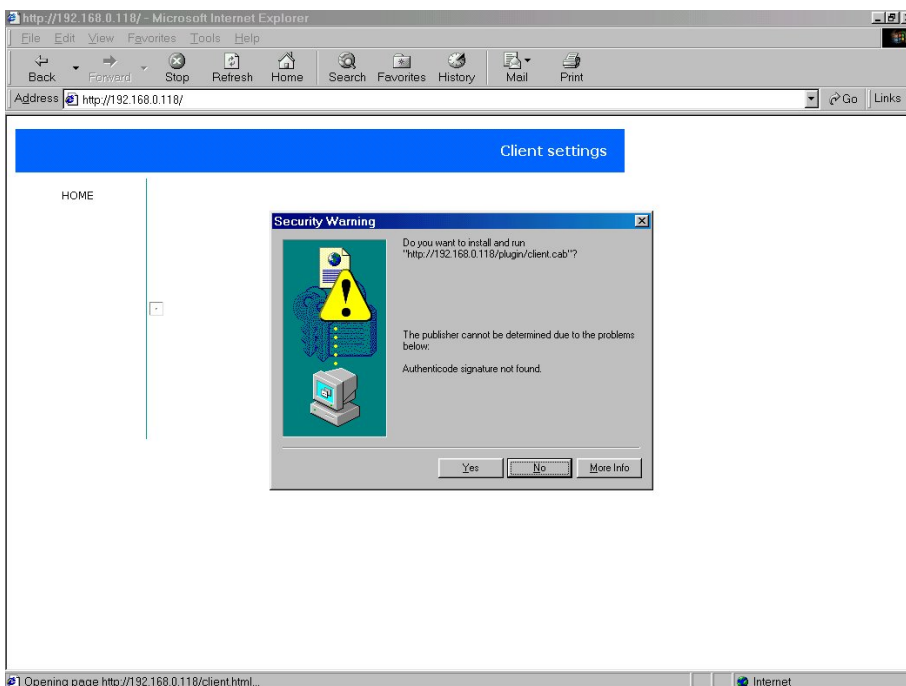 http://192.168.0.118/ - Microsoft Internet Explorer
File Edit View Favorites Tools Help
Back Forward Stop Refresh Home Search Favorites History Mail Print
Address http://192.168.0.118/ Go Links
Client settings
HOME
Security Warning
Do you want to install and run
"http://192.168.0.118/plugin/client.cab"?
The publisher cannot be determined due to the problems
below:
Authenticode signature not found.
Yes No More Info
Opening page http://192.168.0.118/client.html... Internet